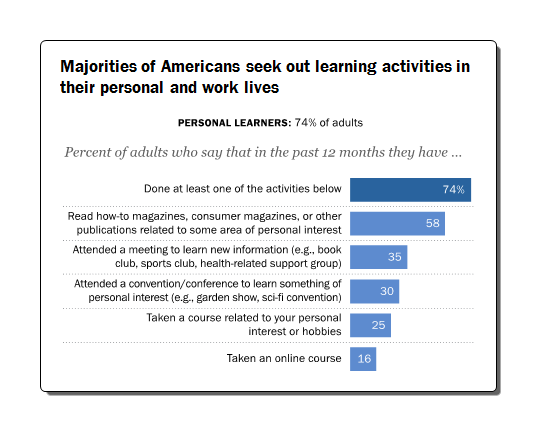 Majorities of Americans seek out learning activities in
their personal and work lives
PERSONAL LEARNERS: 74% of adults
Percent of adults who say that in the past 12 months they have ...
Done at least one of the activities below
74%
Read how-to magazines, consumer magazines, or other
publications related to some area of personal interest
58
Attended a meeting to learn new information (e.g., book
club, sports club, health-related support group)
35
Attended a convention/conference to learn something of
personal interest (e.g., garden show, sci-fi convention)
30
Taken a course related to your personal
interest or hobbies
25
Taken an online course
16